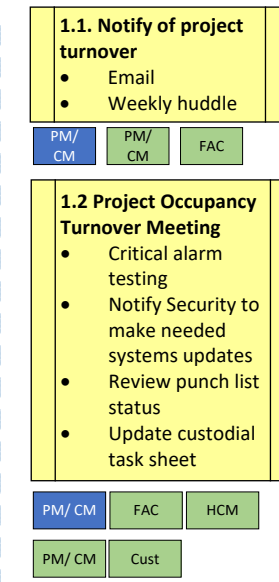 1.1. Notify of project
turnover
• Email
• Weekly huddle
PM/
CM
PM/
CM
FAC
1.2 Project Occupancy
Turnover Meeting
• Critical alarm
testing
• Notify Security to
make needed
systems updates
• Review punch list
status
• Update custodial
task sheet
PM/ CM FAC HCM
PM/ CM Cust